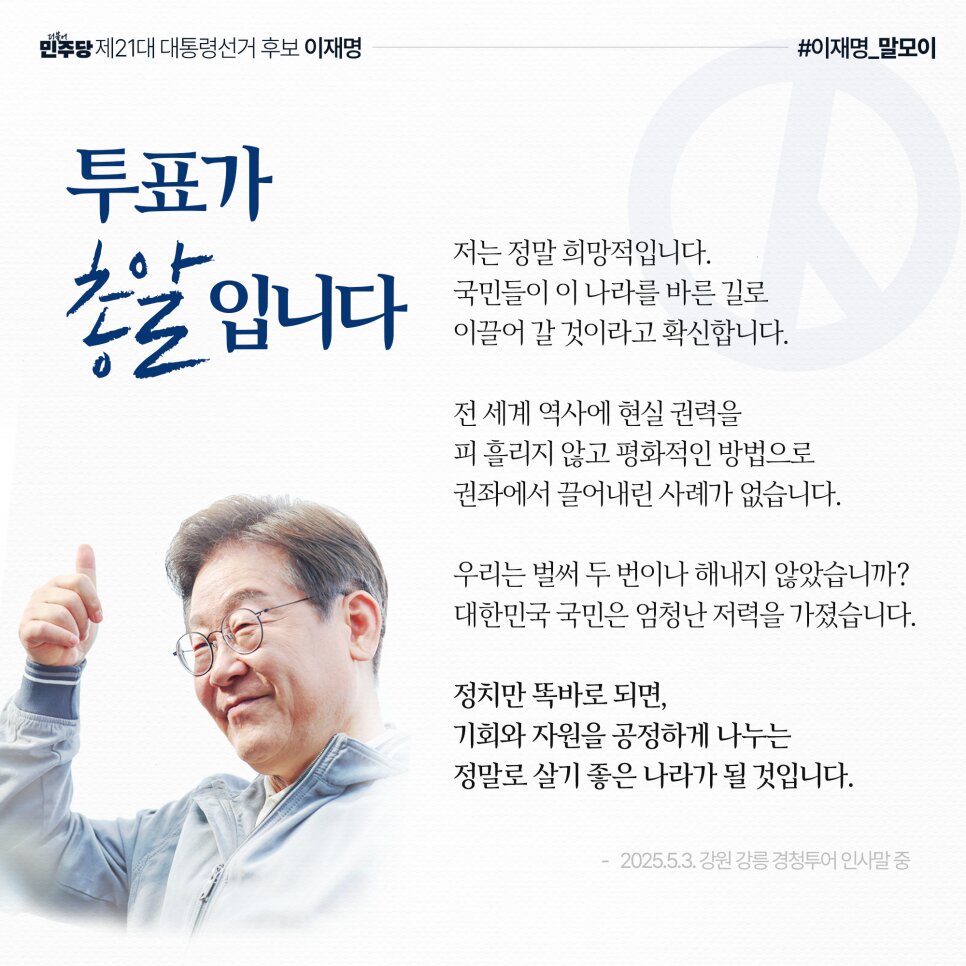 더불어
민주당 제21대 대통령선거 후보 이재명
#이재명_말모이
투표가
총알입니다
저는 정말 희망적입니다.
국민들이 이 나라를 바른 길로
이끌어 갈 것이라고 확신합니다.
전 세계 역사에 현실 권력을
피 흘리지 않고 평화적인 방법으로
권좌에서 끌어내린 사례가 없습니다.
우리는 벌써 두 번이나 해내지 않았습니까?
대한민국 국민은 엄청난 저력을 가졌습니다.
정치만 똑바로 되면,
기회와 자원을 공정하게 나누는
정말로 살기 좋은 나라가 될 것입니다.
- 2025.5.3. 강원 강릉 경청투어 인사말 중